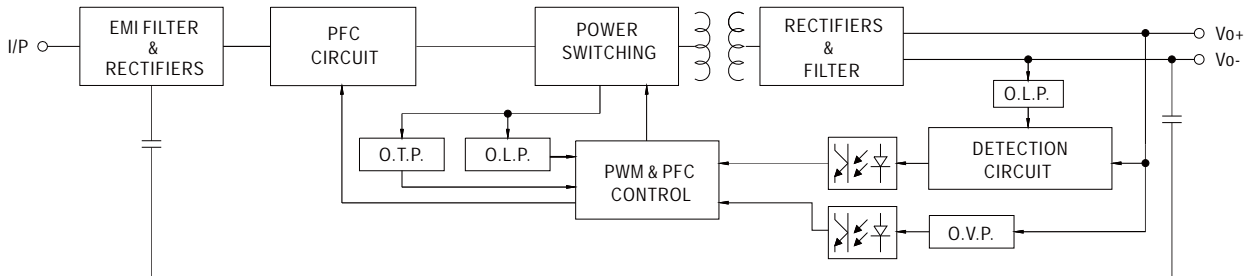 I/P
EMI FILTER
&
RECTIFIERS
PFC
CIRCUIT
POWER
SWITCHING
RECTIFIERS
&
FILTER
Vo+
Vo-
O.L.P.
O.T.P.
O.L.P.
PWM & PFC
CONTROL
DETECTION
CIRCUIT
O.V.P.